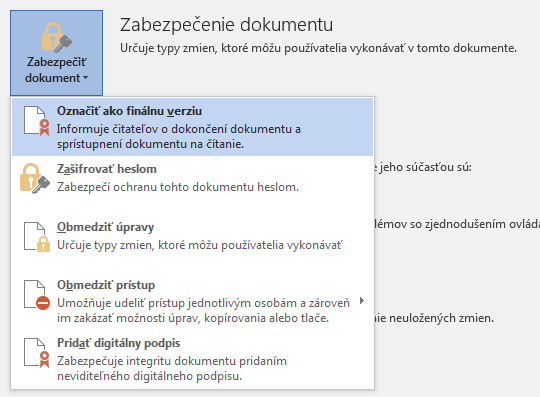 Zabezpečenie dokumentu
Určuje typy zmien, ktoré môžu používatelia vykonávať v tomto dokumente.
Zabezpečiť
dokument
Označiť ako finálnu verziu
Informuje čitateľov o dokončení dokumentu a
sprístupnení dokumentu na čítanie.
Zašifrovať heslom
Zabezpečí ochranu tohto dokumentu heslom.
Obmedziť úpravy
Určuje typy zmien, ktoré môžu používatelia vykonávať
Obmedziť prístup
Umožňuje udeliť prístup jednotlivým osobám a zároveň
im zakázať možnosti úprav, kopírovania alebo tlače.
Pridať digitálny podpis
Zabezpečuje integritu dokumentu pridaním
neviditeľného digitálneho podpisu.
e jeho súčasťou sú:
lémov so zjednodušením ovláda
nie neuložených zmien.